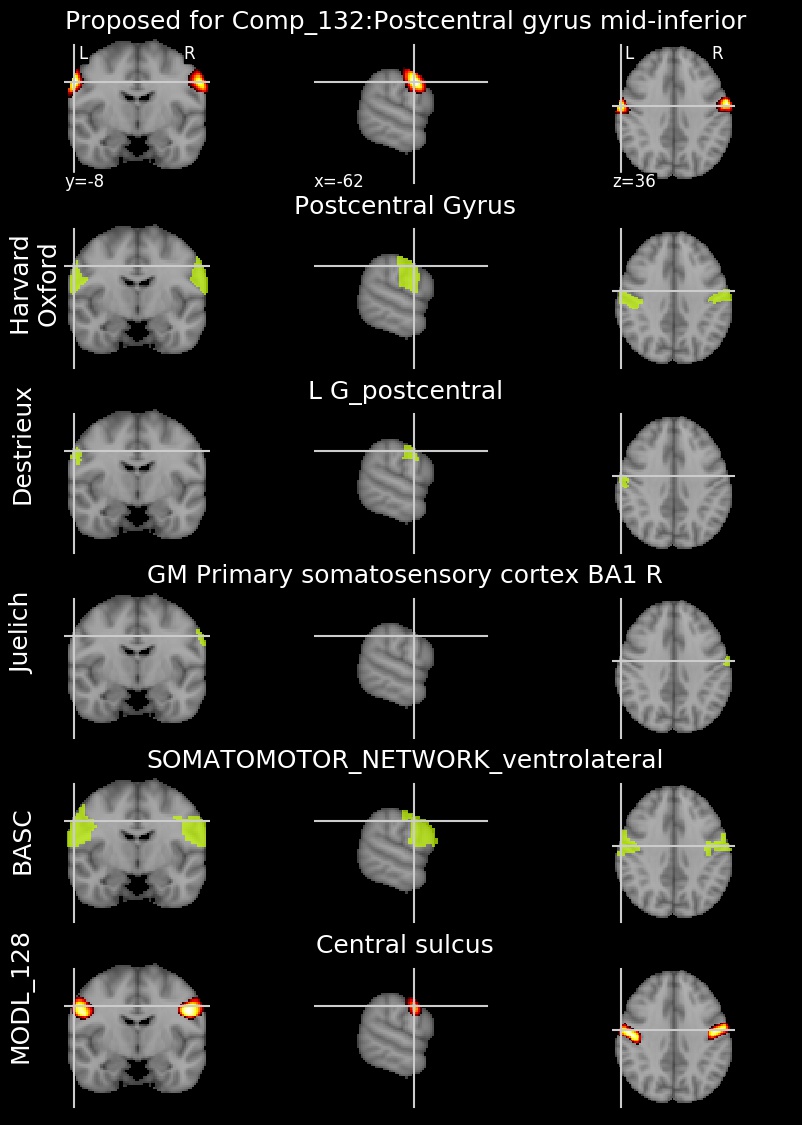 Proposed for Comp_132:Postcentral gyrus mid-inferior
L R
L R
y=-8
x=-62
z=36
Postcentral Gyrus
Harvard
Oxford
L G_postcentral
Destrieux
GM Primary somatosensory cortex BA1 R
Juelich
SOMATOMOTOR_NETWORK_ventrolateral
BASC
Central sulcus
MODL_128